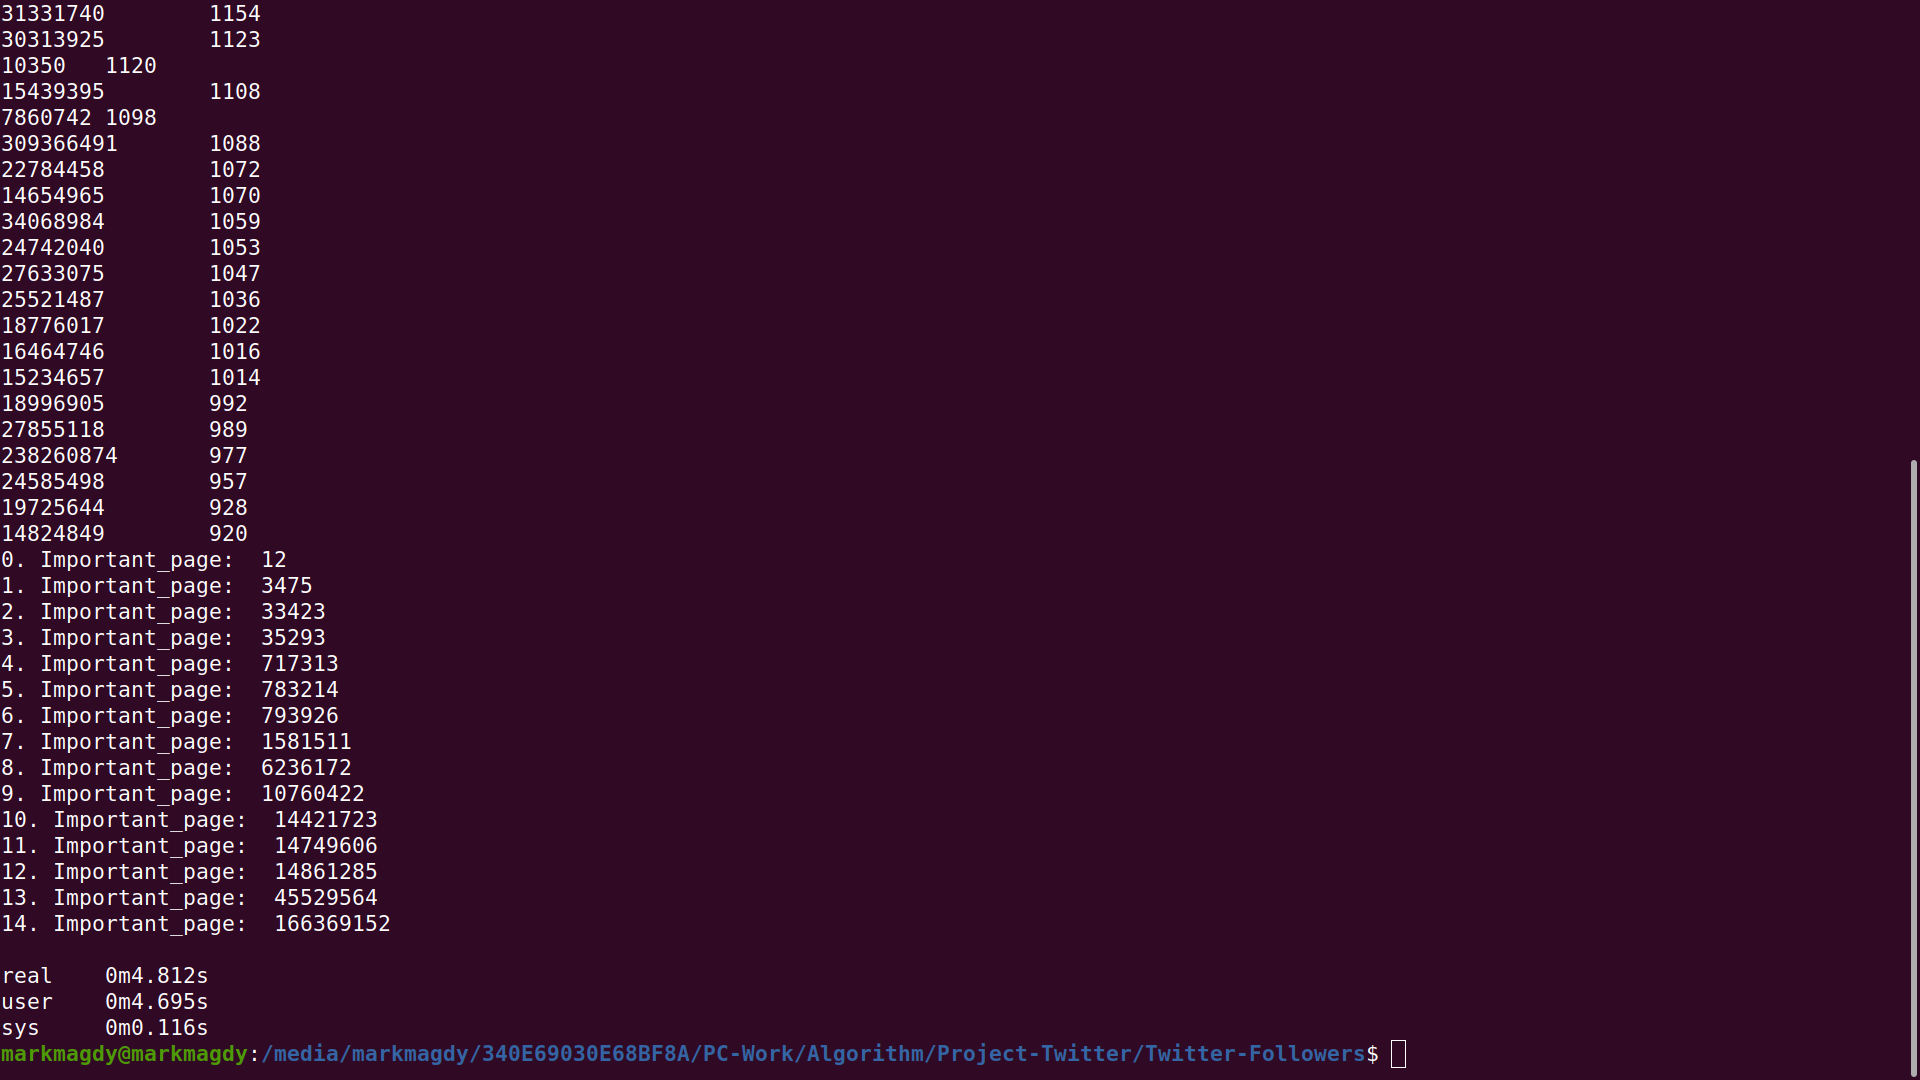 31331740        1154
30313925        1123
10350   1120
15439395        1108
7860742 1098
309366491       1088
22784458        1072
14654965        1070
34068984        1059
24742040        1053
27633075        1047
25521487        1036
18776017        1022
16464746        1016
15234657        1014
18996905        992
27855118        989
238260874       977
24585498        957
19725644        928
14824849        920
0. Important_page:  12
1. Important_page:  3475
2. Important_page:  33423
3. Important_page:  35293
4. Important_page:  717313
5. Important_page:  783214
6. Important_page:  793926
7. Important_page:  1581511
8. Important_page:  6236172
9. Important_page:  10760422
10. Important_page:  14421723
11. Important_page:  14749606
12. Important_page:  14861285
13. Important_page:  45529564
14. Important_page:  166369152

real    0m4.812s
user    0m4.695s
sys     0m0.116s
markmagdy@markmagdy:/media/markmagdy/340E69030E68BF8A/PC-Work/Algorithm/Project-Twitter/Twitter-Followers$